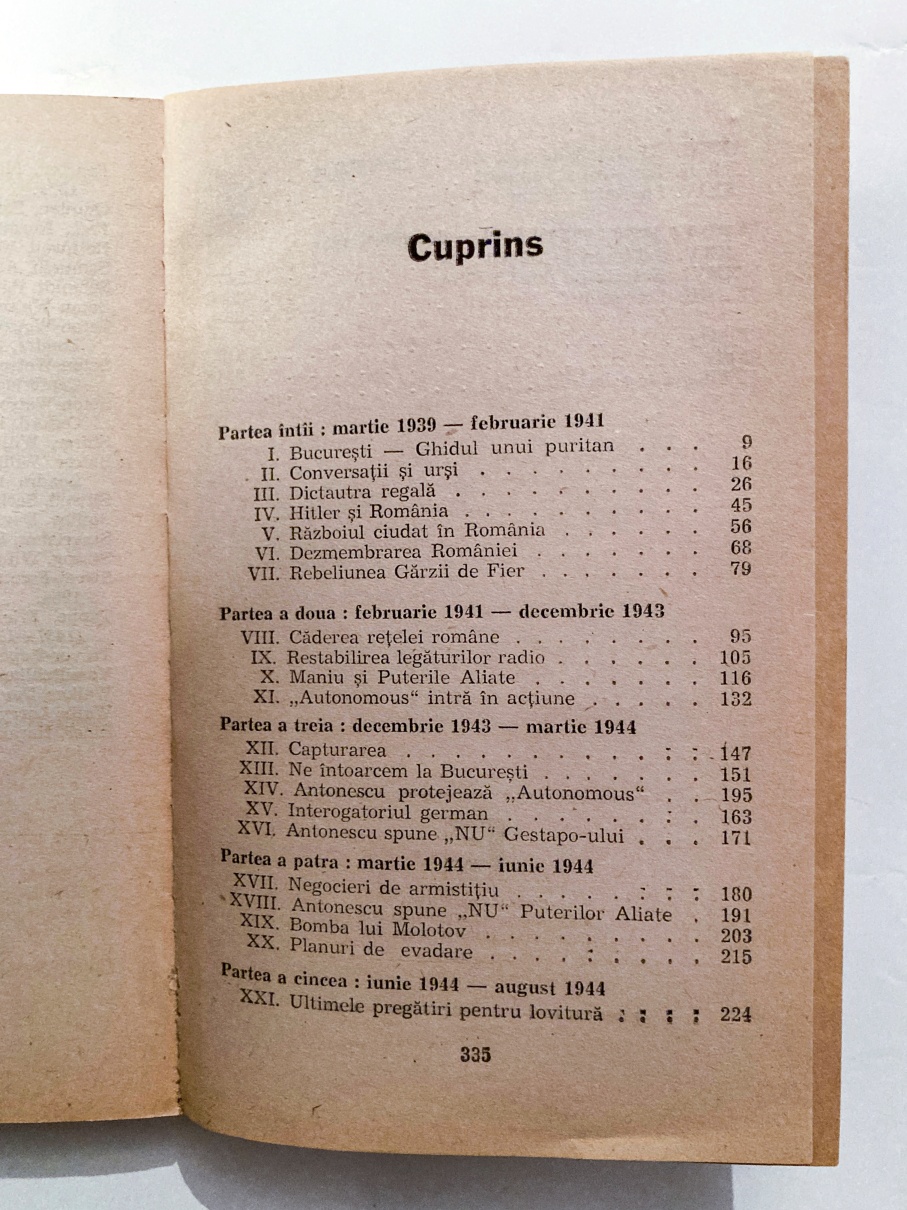 Cuprins
Partea întîi : martie 1939 — februarie 1941
I. București — Ghidul unui puritan . . . 9
II. Conversații și urși . . . . . . . . 16
III. Dictautra regală . . . . . . . . . 26
IV. Hitler și România . . . . . . . . . 45
V. Războiul ciudat în România . . . . . . 56
VI. Dezmembrarea României . . . . . . . 68
VII. Rebeliunea Gărzii de Fier . . . . . . . 79
Partea a doua : februarie 1941 — decembrie 1943
VIII. Căderea rețelei române . . . . . . . . 95
IX. Restabilirea legăturilor radio . . . . . . 105
X. Maniu și Puterile Aliate . . . . . . . 116
XI. „Autonomous“ intră în acțiune . . . . . 132
Partea a treia : decembrie 1943 — martie 1944
XII. Capturarea . . . . . . . . . . : : . 147
XIII. Ne întoarcem la București . . . . . . . 151
XIV. Antonescu protejează „Autonomous“ . . 195
XV. Interogatoriul german . . . . . . : . 163
XVI. Antonescu spune „NU“ Gestapo-ului . . . 171
Partea a patra : martie 1944 — iunie 1944
XVII. Negocieri de armistițiu . . . . . : : : 180
XVIII. Antonescu spune „NU“ Puterilor Aliate . 191
XIX. Bomba lui Molotov . . . . . . . . . 203
XX. Planuri de evadare . . . . : . . . . 215
Partea a cincea : iunie 1944 — august 1944
XXI. Ultimele pregătiri pentru lovitură : : : : 224
335